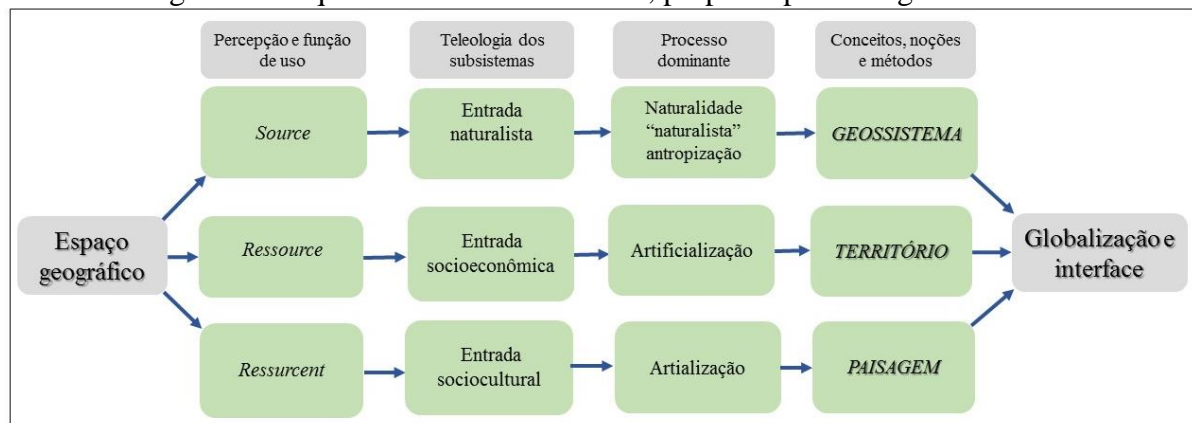 Percepção e função
de uso
Teleologia dos
subsistemas
Processo
dominante
Conceitos, noções
e métodos
Source
Entrada
naturalista
Naturalidade
“naturalista”
antropização
GEOSSISTEMA
Espaço
geográfico
Ressource
Entrada
socioeconômica
Artificialização
TERRITÓRIO
Globalização e
interface
Ressurcent
Entrada
sociocultural
Artialização
PAISAGEM